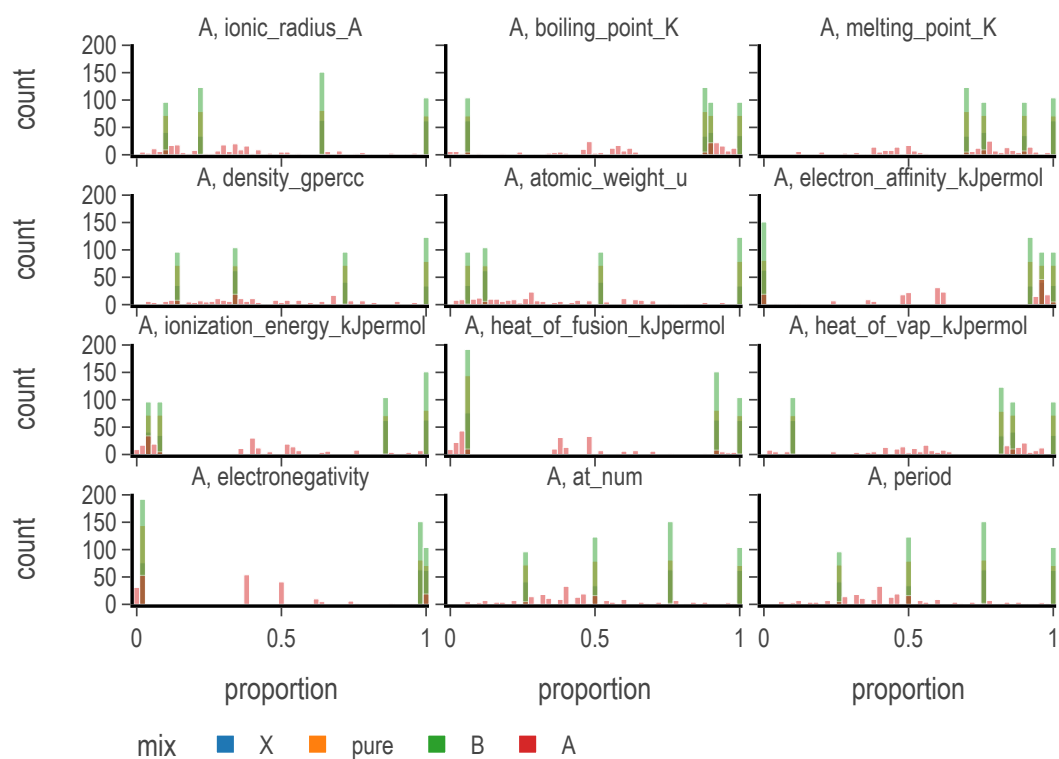 A, ionic_radius_A
A, boiling_point_K
A, melting_point_K
200
150
100
50
0
count
A, density_gpercc
A, atomic_weight_u
A, electron_affinity_kJpermol
200
150
100
50
0
count
A, ionization_energy_kJpermol
A, heat_of_fusion_kJpermol
A, heat_of_vap_kJpermol
200
150
100
50
0
count
A, electronegativity
A, at_num
A, period
200
150
100
50
0
count
0 0.5 1
0 0.5 1
0 0.5 1
proportion
proportion
proportion
mix X pure B A